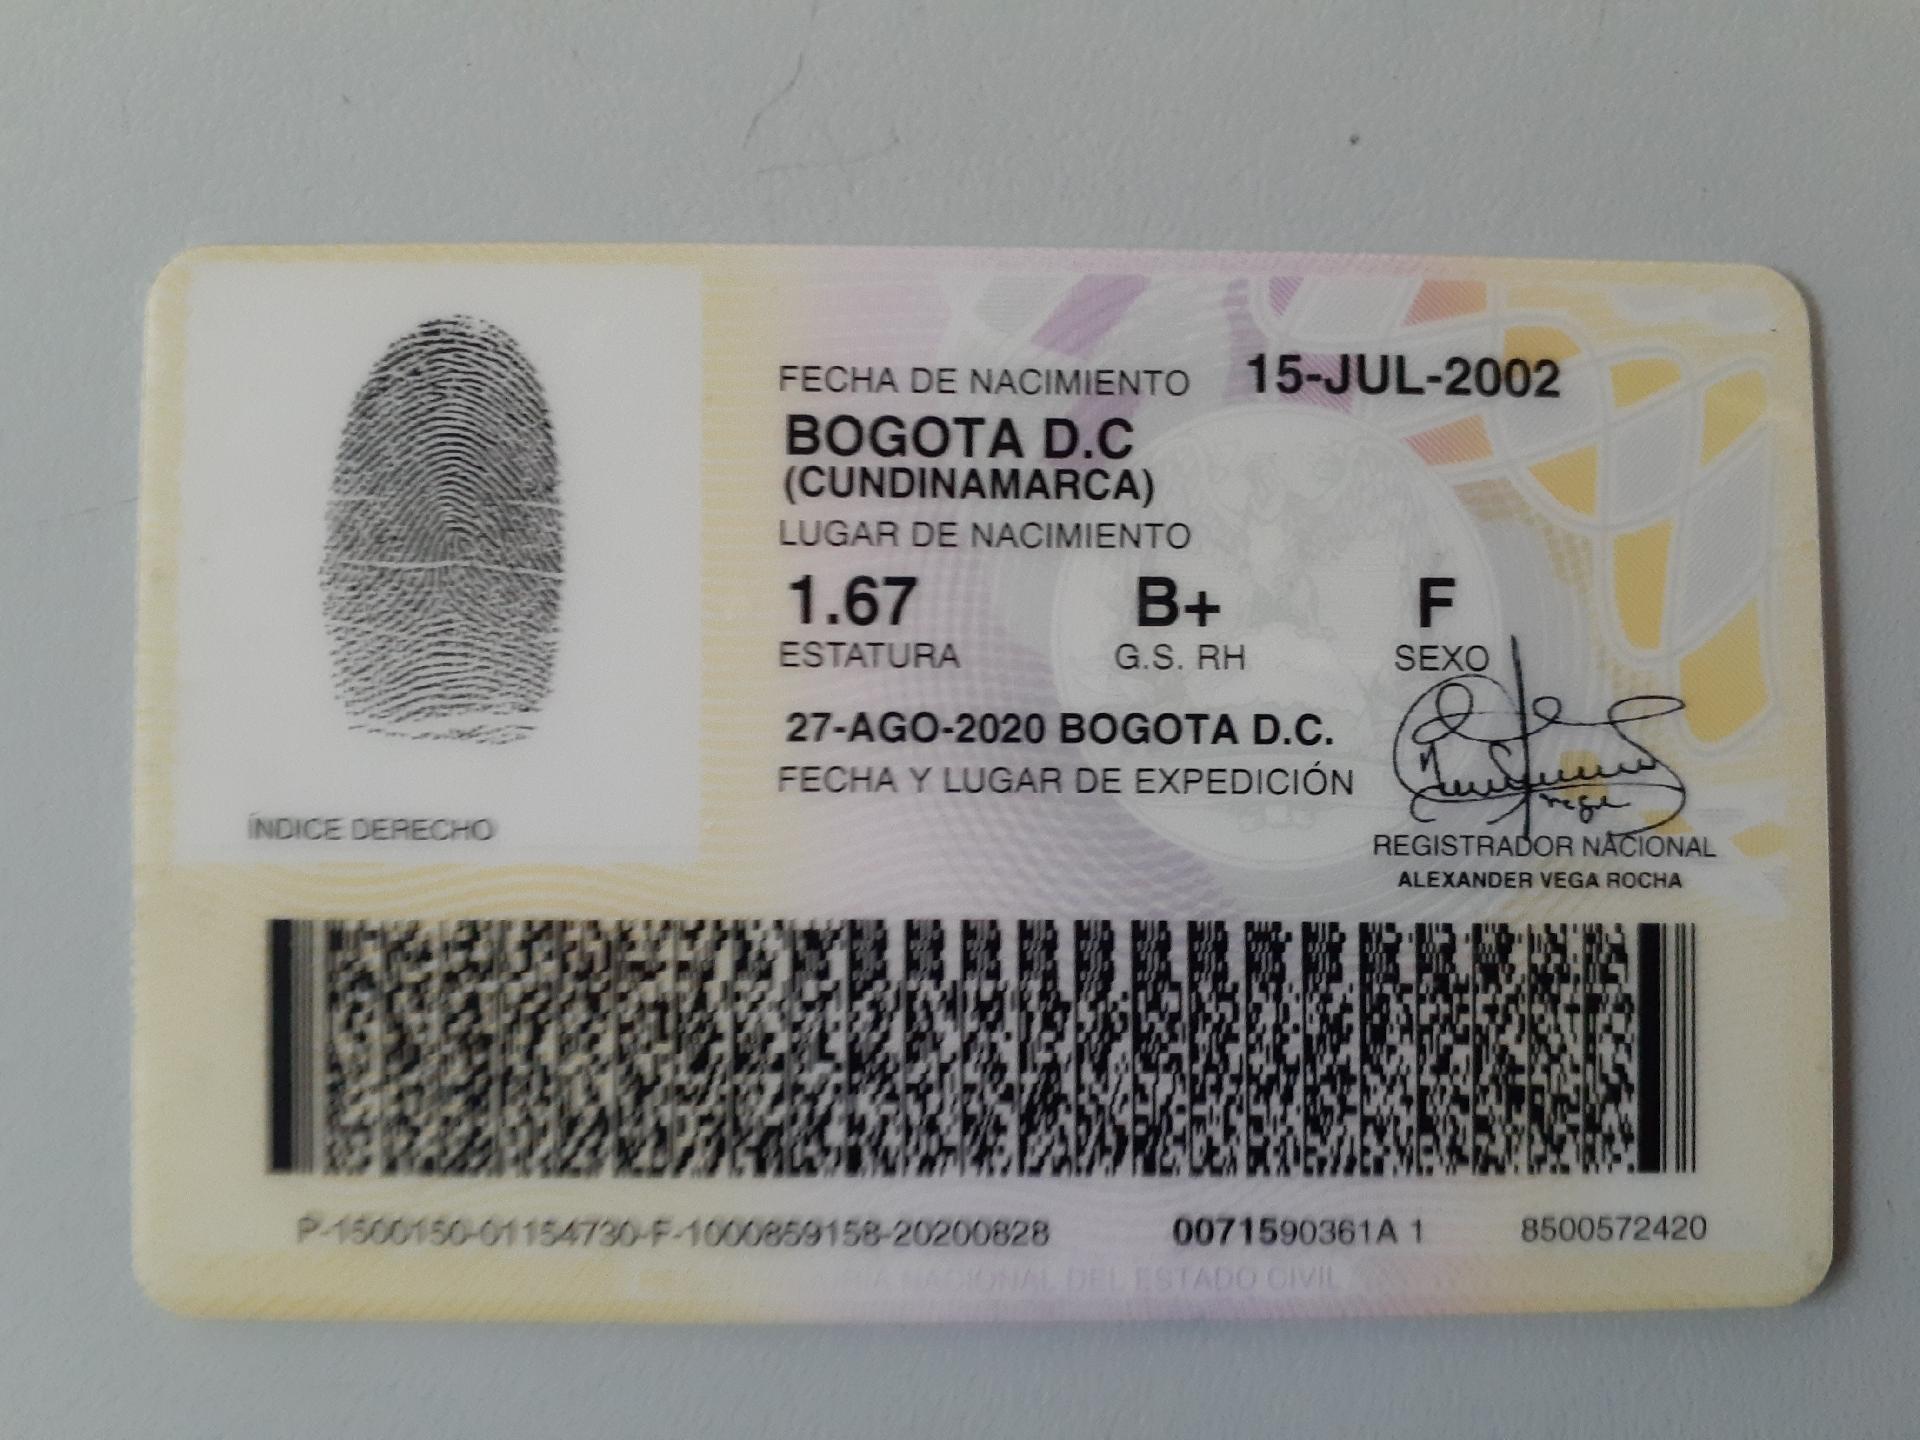 FECHA DE NACIMIENTO 15-JUL-2002
BOGOTA D.C
(CUNDINAMARCA)
LUGAR DE NACIMIENTO
1.67 B+ F
ESTATURA G.S. RH SEXO
27-AGO-2020 BOGOTA D.C.
FECHA Y LUGAR DE EXPEDICIÓN
ÍNDICE DERECHO
REGISTRADOR NACIONAL
ALEXANDER VEGA ROCHA
P-1500150-01154730-F-1000859158-20200828 0071590361A 1 8500572420
NACIONAL DEL ESTADO CIVIL